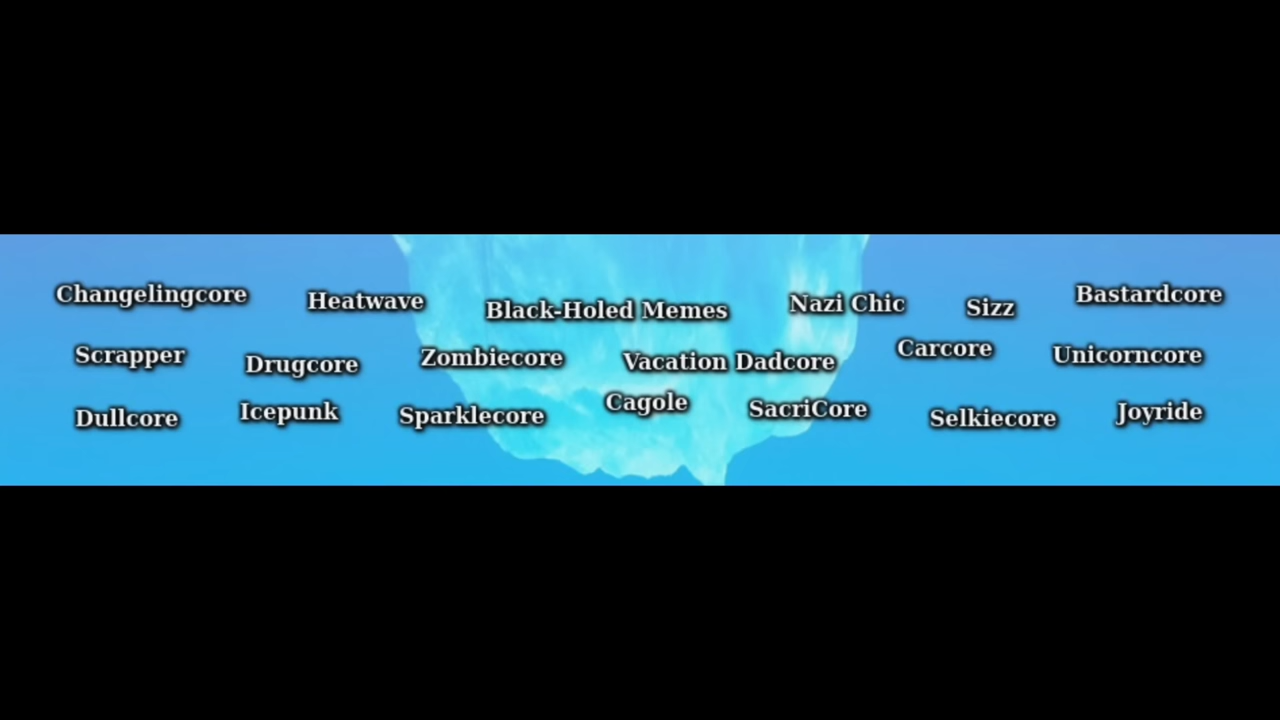 Changelingcore Heatwave Black-Holed Memes Nazi Chic Sizz Bastardcore
Scrapper Drugcore Zombiecore Vacation Dadcore Carcore Unicorncore
Dullcore Icepunk Sparklecore Cagole SacriCore Selkiecore Joyride